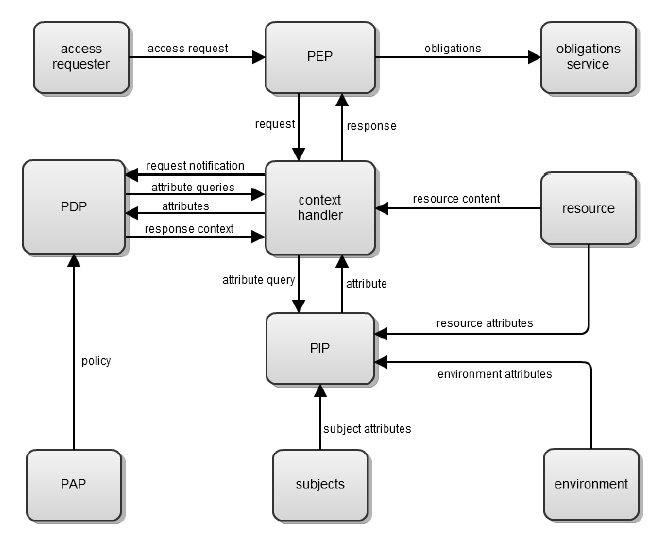 access
requester
access request
PEP
obligations
obligations
service
request
response
PDP
request notification
attribute queries
attributes
response context
context
handler
resource content
resource
attribute query
attribute
resource attributes
PIP
environment attributes
policy
subject attributes
PAP
subjects
environment